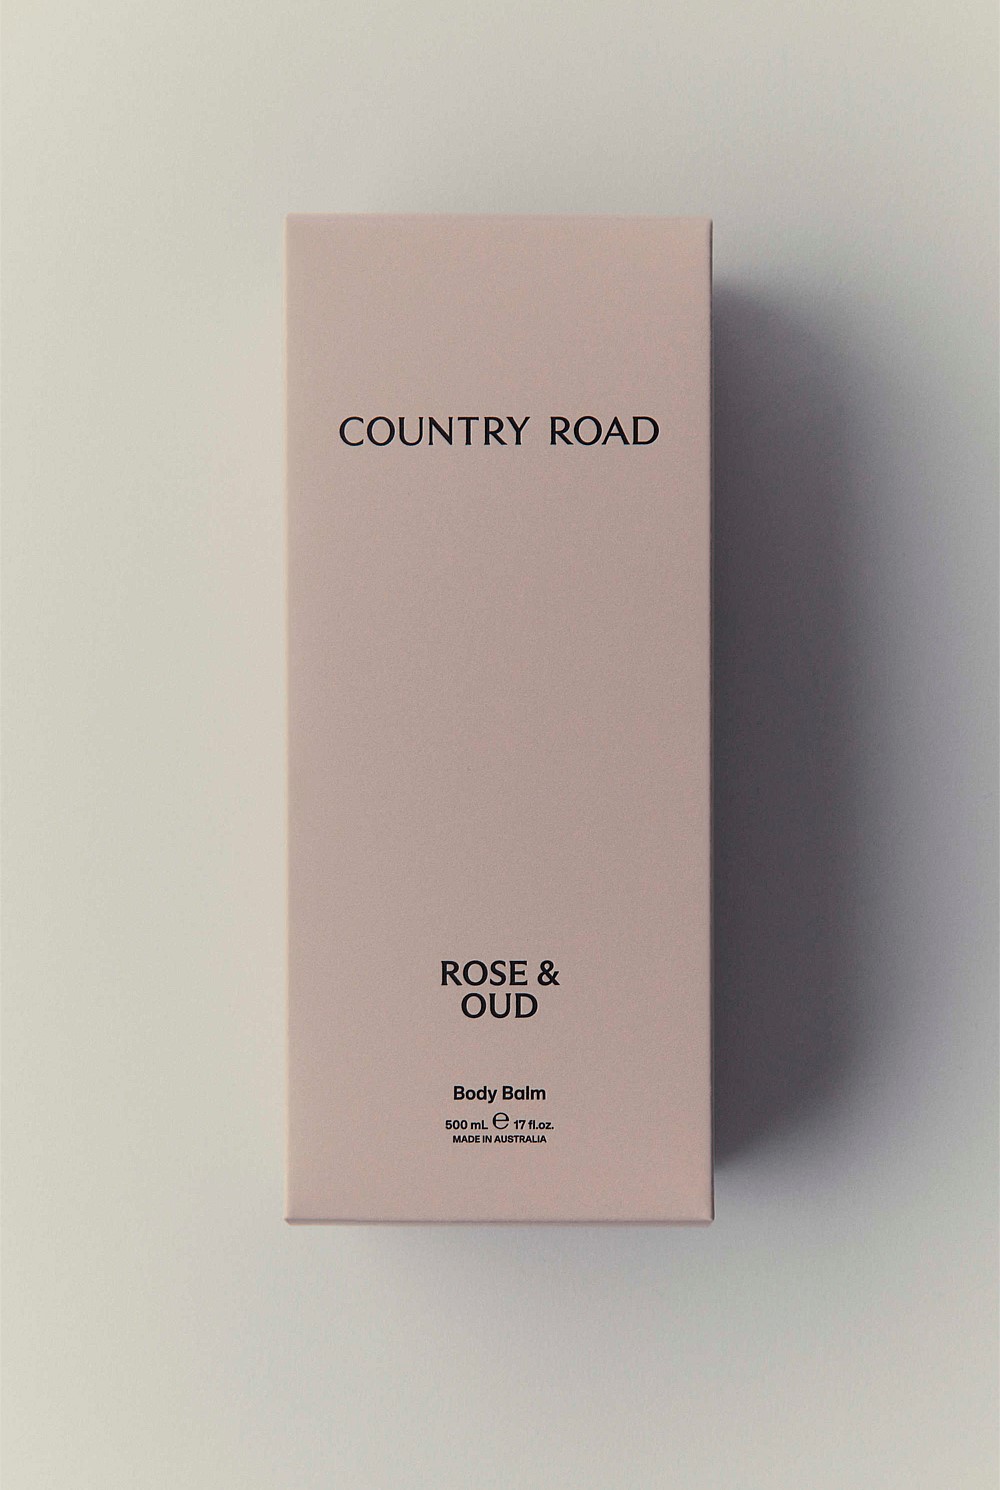 COUNTRY ROAD
ROSE &
OUD
Body Balm
500 mL ℮ 17 fl.oz.
MADE IN AUSTRALIA